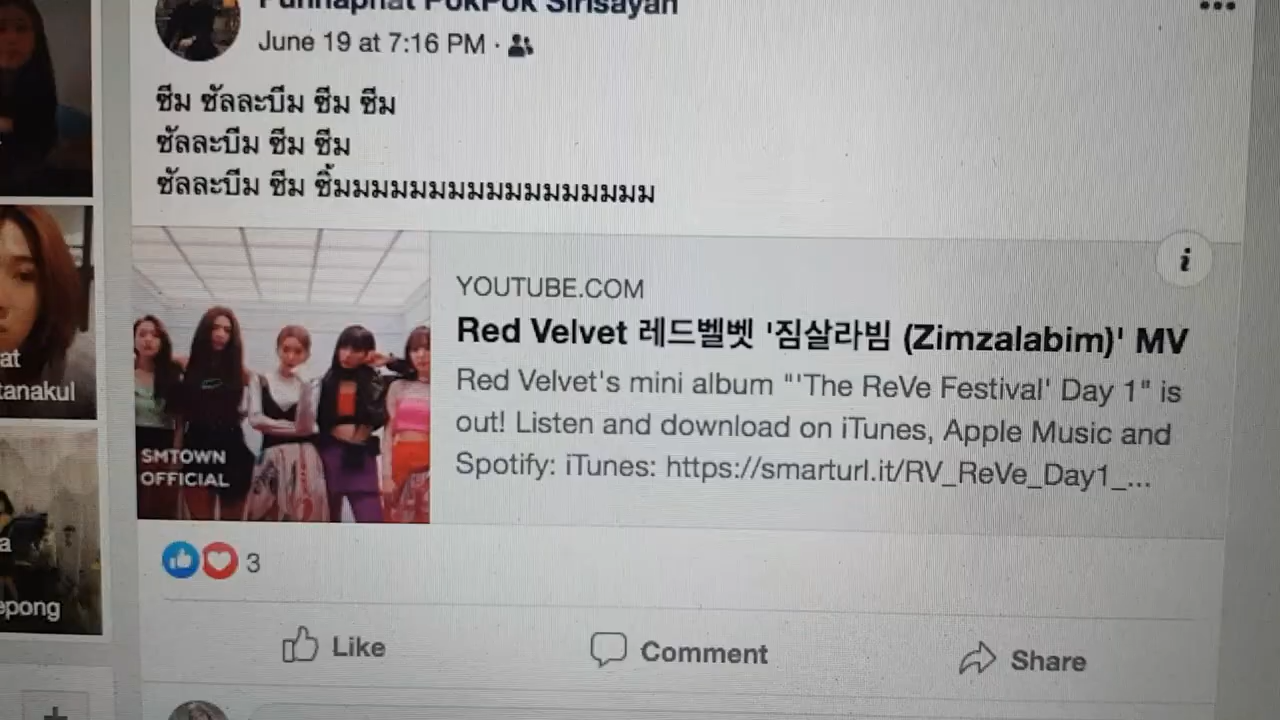 Punnaphat PukPuk Sirisayan
June 19 at 7:16 PM ·
ซึม ซัลละบึม ซึม ซึม
ซัลละบึม ซึม ซึม
ซัลละบึม ซึม ซึ้มมมมมมมมมมมมมมมมม
YOUTUBE.COM
Red Velvet 레드벨벳 '짐살라빔 (Zimzalabim)' MV
Red Velvet's mini album "'The ReVe Festival' Day 1" is
out! Listen and download on iTunes, Apple Music and
Spotify: iTunes: https://smarturl.it/RV_ReVe_Day1_...
SMTOWN
OFFICIAL
3
Like
Comment
Share
at
tanakul
a
epong